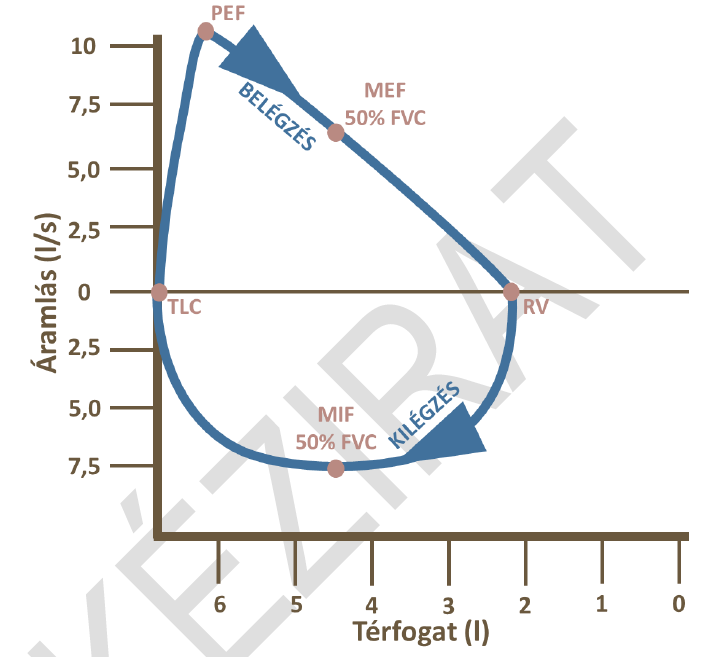 PEF
10
7,5
5,0
2,5
0
2,5
5,0
7,5
Áramlás (l/s)
BELÉGZÉS
MEF
50% FVC
TLC
RV
MIF
50% FVC
KILÉGZÉS
6 5 4 3 2 1 0
Térfogat (l)
KÉZIRAT